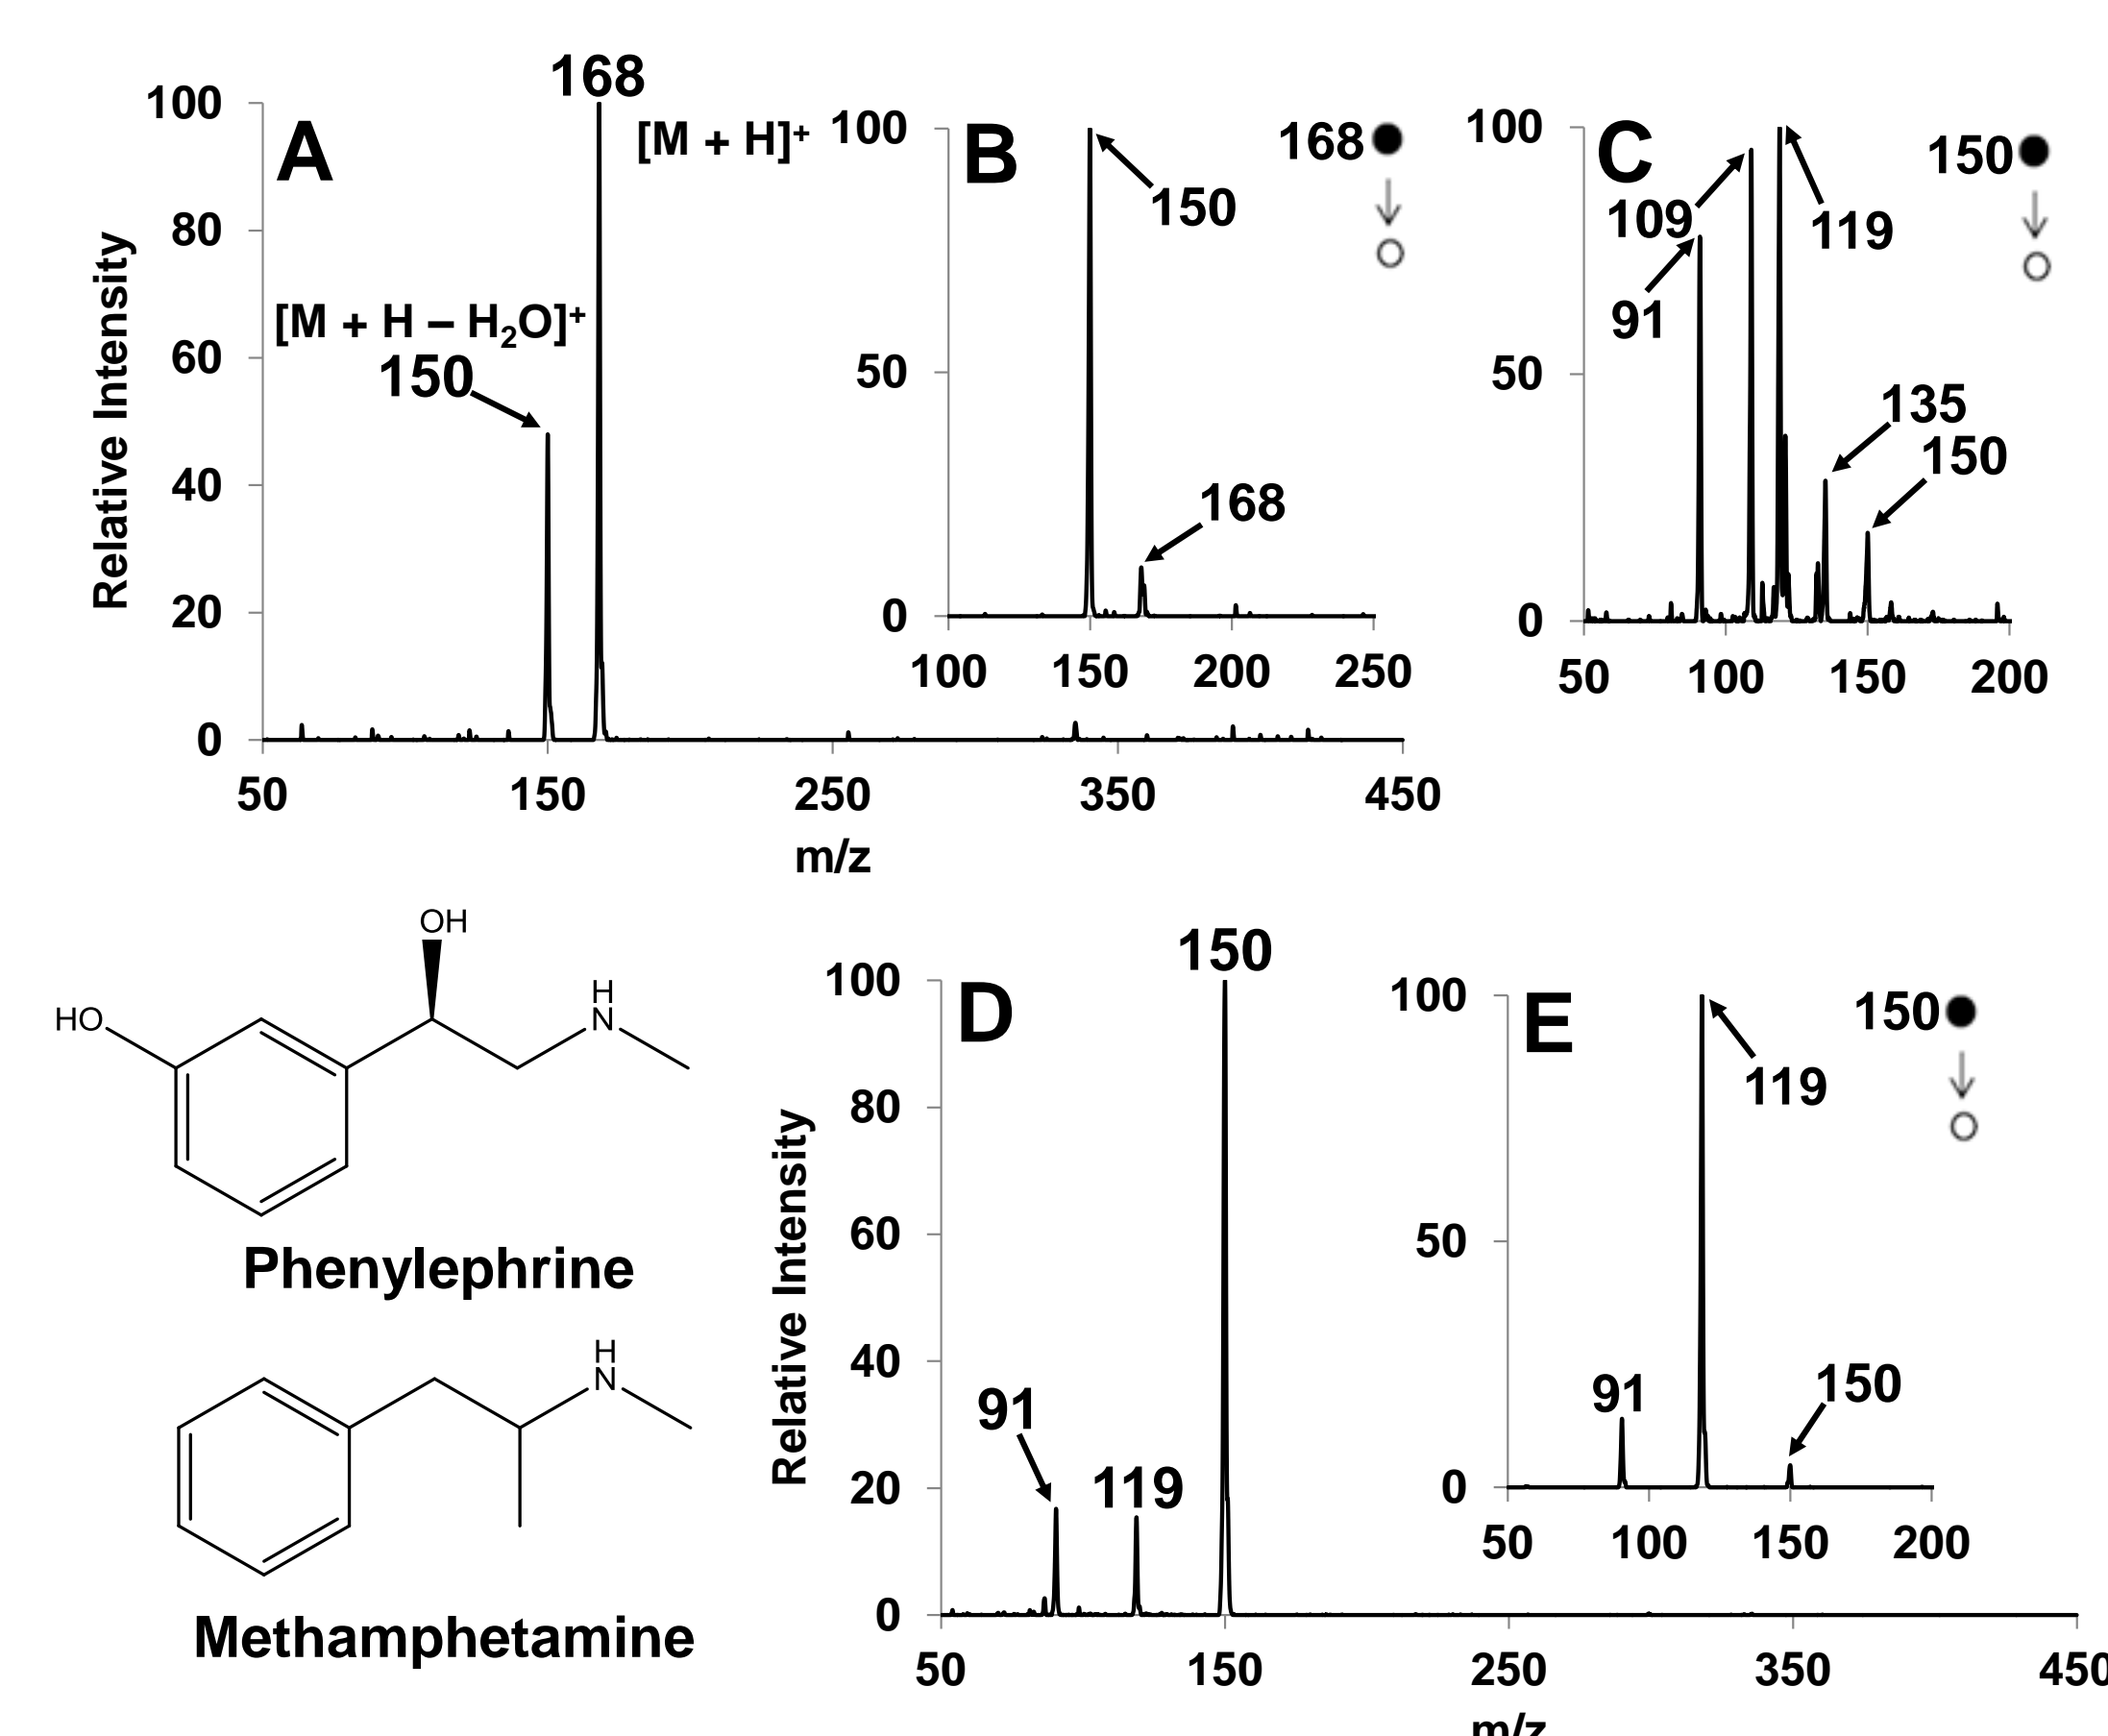 A
168
[M + H]+
[M + H – H2O]+
150
100
80
60
40
20
0
50 150 250 350 450
m/z
Relative Intensity
B
168
150
168
100
50
0
100 150 200 250
C
150
109
119
91
135
150
100
50
0
50 100 150 200
OH
HO
H
N
Phenylephrine
H
N
Methamphetamine
D
150
91
119
100
80
60
40
20
0
50 150 250 350 450
m/z
Relative Intensity
E
150
119
91
150
100
50
0
50 100 150 200